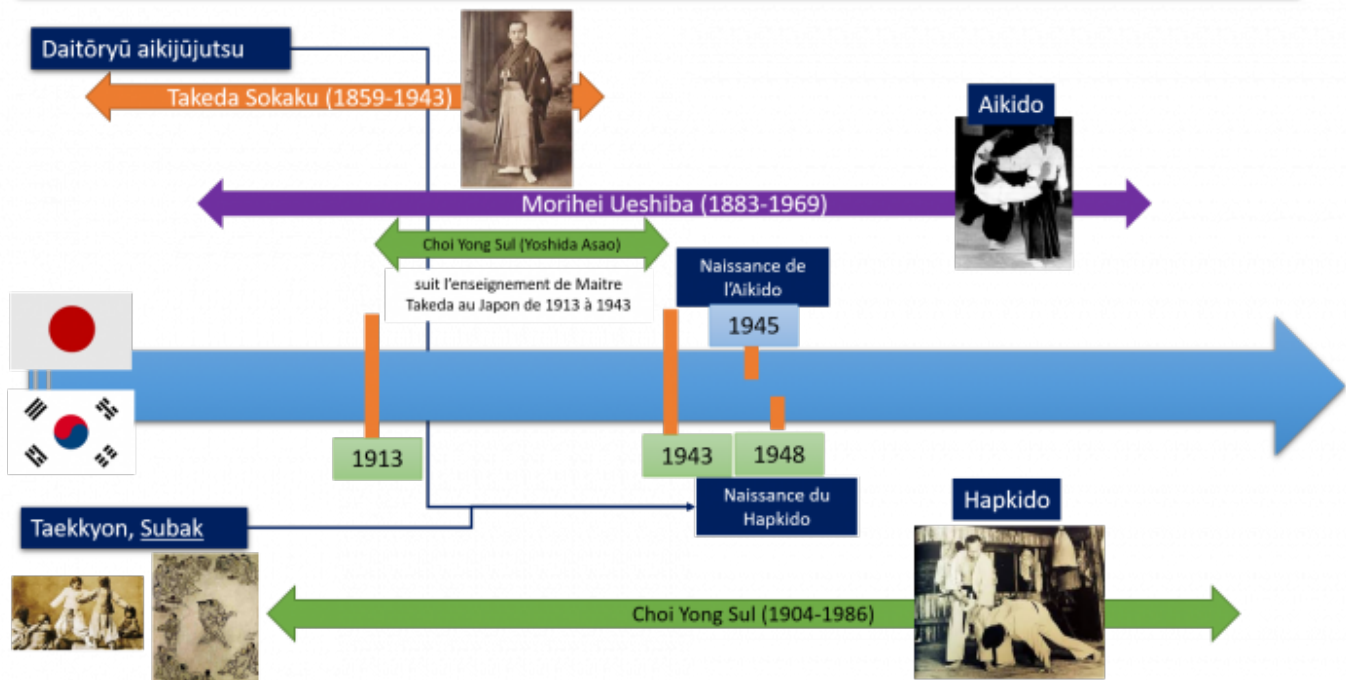 Daitōryū aikijūjutsu
Takeda Sokaku (1859-1943)
Aikido
Morihei Ueshiba (1883-1969)
Choi Yong Sul (Yoshida Asao)
suit l'enseignement de Maitre
Takeda au Japon de 1913 à 1943
Naissance de
l'Aikido
1945
1913
1943
1948
Naissance du
Hapkido
Taekkyon, Subak
Hapkido
Choi Yong Sul (1904-1986)